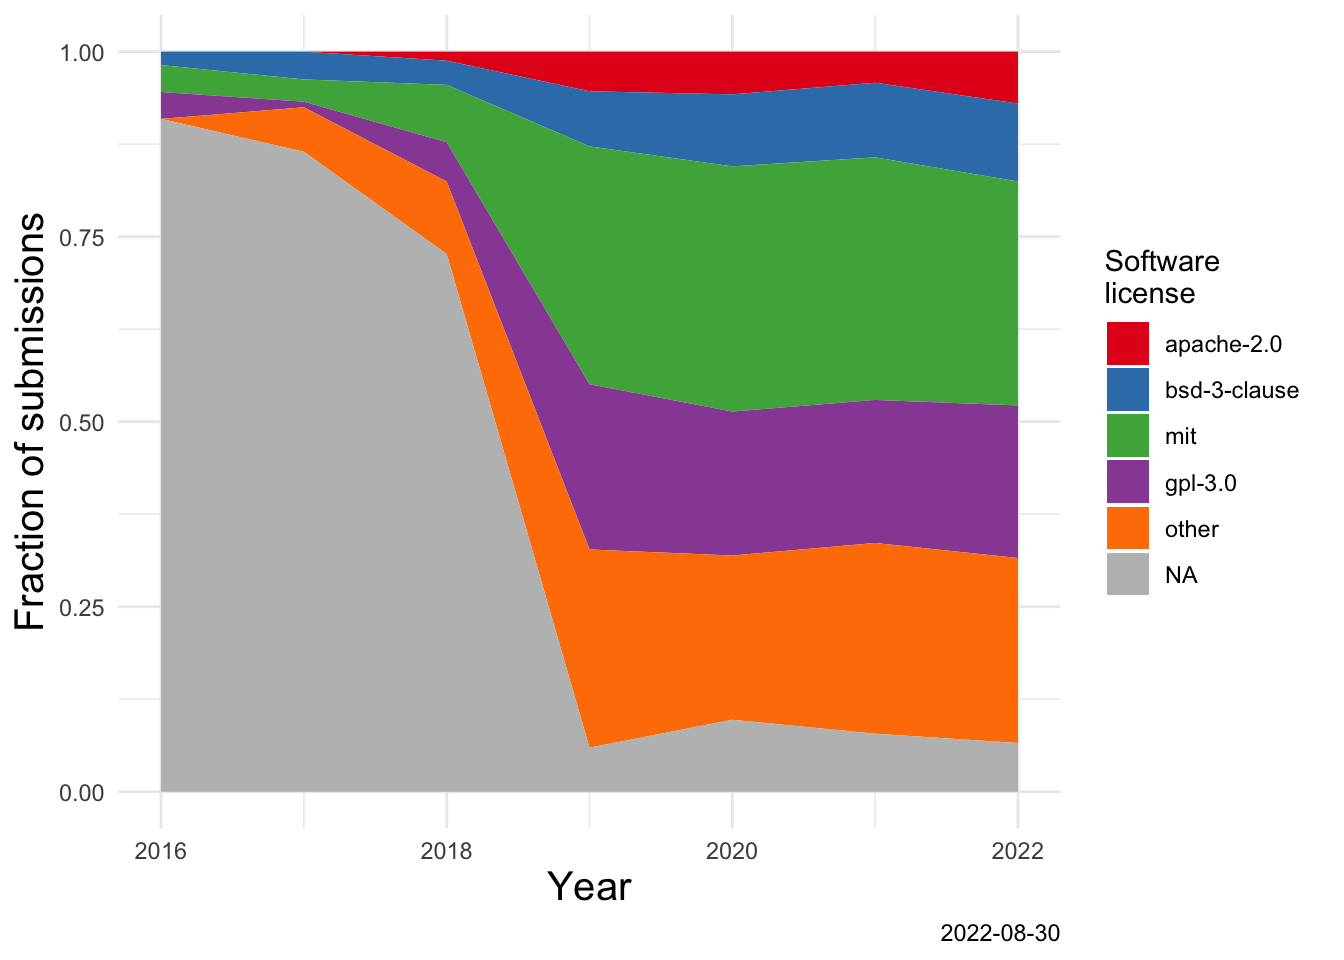 1.00
0.75
0.50
0.25
0.00
Fraction of submissions
2016
2018
2020
2022
Year
Software
license
apache-2.0
bsd-3-clause
mit
gpl-3.0
other
NA
2022-08-30